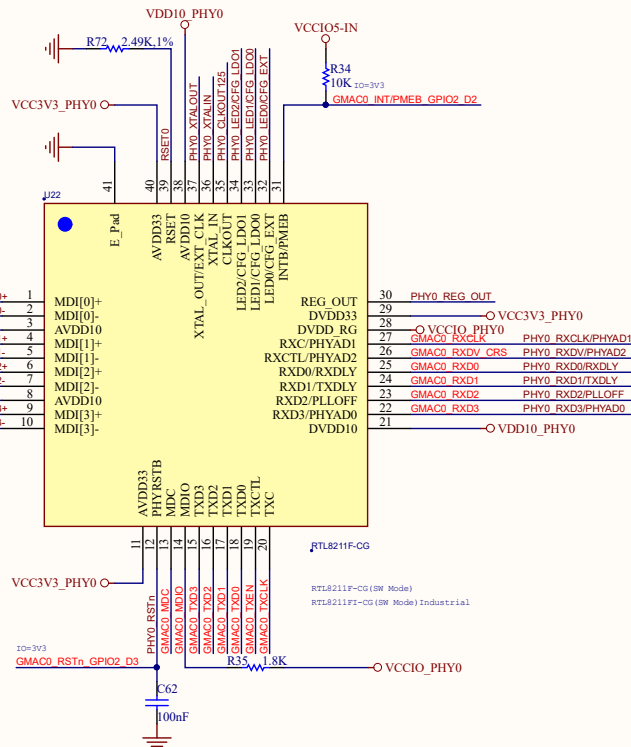 VDD10_PHY0
VCCIO5-IN
R72 2.49K,1%
R34
10K IO=3V3
VCC3V3_PHY0
GMAC0_INT/PMEB_GPIO2_D2
RSET0
PHY0_XTALOUT
PHY0_XTALIN
PHY0_CLKOUT125
PHY0_LED2/CFG_LDO1
PHY0_LED1/CFG_LDO0
PHY0_LED0/CFG_EXT
41 40 39 38 37 36 35 34 33 32 31
U22
E_Pad
AVDD33
RSET
AVDD10
XTAL_OUT/EXT_CLK
XTAL_IN
CLKOUT
LED2/CFG_LDO1
LED1/CFG_LDO0
LED0/CFG_EXT
INTB/PMEB
0+ 1 MDI[0]+
0- 2 MDI[0]-
3 AVDD10
1+ 4 MDI[1]+
1- 5 MDI[1]-
2+ 6 MDI[2]+
2- 7 MDI[2]-
8 AVDD10
3+ 9 MDI[3]+
3- 10 MDI[3]-
REG_OUT 30 PHY0_REG_OUT
DVDD33 29 VCC3V3_PHY0
DVDD_RG 28 VCCIO_PHY0
RXC/PHYAD1 27 GMAC0_RXCLK PHY0_RXCLK/PHYAD1
RXCTL/PHYAD2 26 GMAC0_RXDV_CRS PHY0_RXDV/PHYAD2
RXD0/RXDLY 25 GMAC0_RXD0 PHY0_RXD0/RXDLY
RXD1/TXDLY 24 GMAC0_RXD1 PHY0_RXD1/TXDLY
RXD2/PLLOFF 23 GMAC0_RXD2 PHY0_RXD2/PLLOFF
RXD3/PHYAD0 22 GMAC0_RXD3 PHY0_RXD3/PHYAD0
DVDD10 21 VDD10_PHY0
AVDD33
PHYRSTB
MDC
MDIO
TXD3
TXD2
TXD1
TXD0
TXCTL
TXC
11 12 13 14 15 16 17 18 19 20
RTL8211F-CG
VCC3V3_PHY0
RTL8211F-CG(SW Mode)
RTL8211FI-CG(SW Mode)Industrial
PHY0_RSTn
GMAC0_MDC
GMAC0_MDIO
GMAC0_TXD3
GMAC0_TXD2
GMAC0_TXD1
GMAC0_TXD0
GMAC0_TXEN
GMAC0_TXCLK
IO=3V3
GMAC0_RSTn_GPIO2_D3
R35 1.8K VCCIO_PHY0
C62
100nF